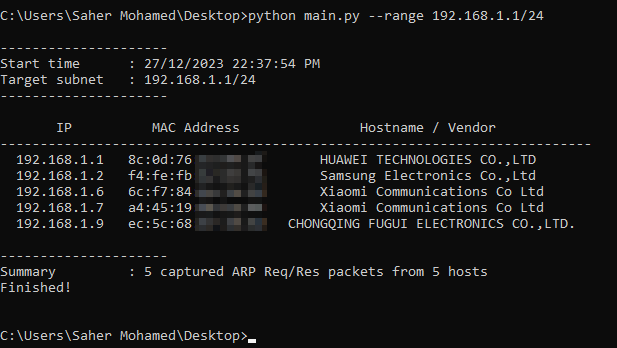 C:\Users\Saher Mohamed\Desktop>python main.py --range 192.168.1.1/24
---------------------
Start time      : 27/12/2023 22:37:54 PM
Target subnet   : 192.168.1.1/24
---------------------
IP          MAC Address               Hostname / Vendor
--------------------------------------------------------------------------
192.168.1.1   8c:0d:76                HUAWEI TECHNOLOGIES CO.,LTD
192.168.1.2   f4:fe:fb                Samsung Electronics Co.,Ltd
192.168.1.6   6c:f7:84                Xiaomi Communications Co Ltd
192.168.1.7   a4:45:19                Xiaomi Communications Co Ltd
192.168.1.9   ec:5c:68            CHONGQING FUGUI ELECTRONICS CO.,LTD.
---------------------
Summary         : 5 captured ARP Req/Res packets from 5 hosts
Finished!
C:\Users\Saher Mohamed\Desktop>_